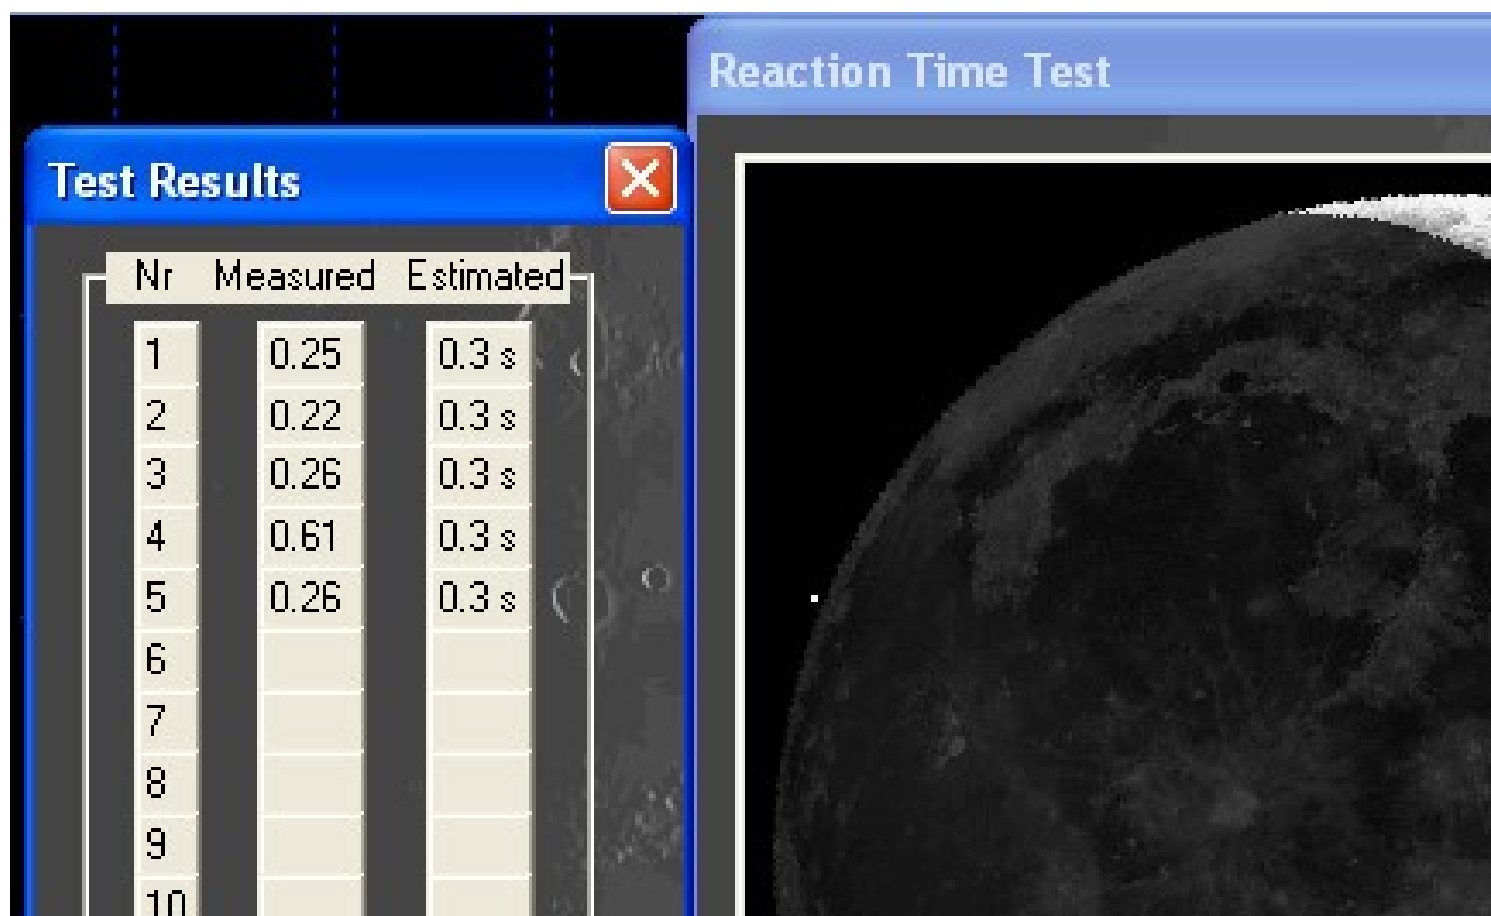 Reaction Time Test
Test Results
Nr Measured Estimated
1 0.25 0.3 s
2 0.22 0.3 s
3 0.26 0.3 s
4 0.61 0.3 s
5 0.26 0.3 s
6
7
8
9
10